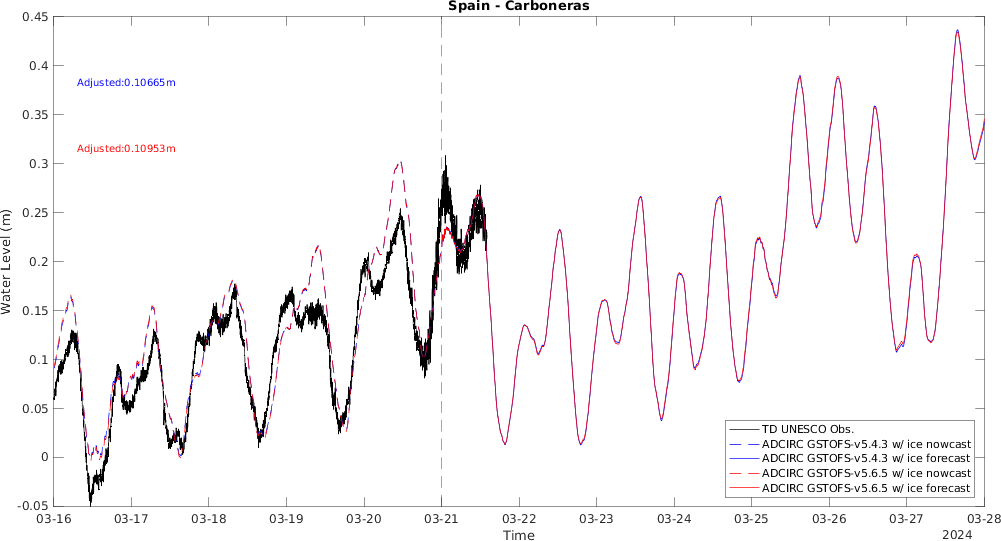 Spain - Carboneras
0.45
0.4
0.35
0.3
0.25
0.2
0.15
0.1
0.05
0
-0.05
Water Level (m)
Adjusted:0.10665m
Adjusted:0.10953m
TD UNESCO Obs.
ADCIRC GSTOFS-v5.4.3 w/ ice nowcast
ADCIRC GSTOFS-v5.4.3 w/ ice forecast
ADCIRC GSTOFS-v5.6.5 w/ ice nowcast
ADCIRC GSTOFS-v5.6.5 w/ ice forecast
03-16 03-17 03-18 03-19 03-20 03-21 03-22 03-23 03-24 03-25 03-26 03-27 03-28
Time
2024